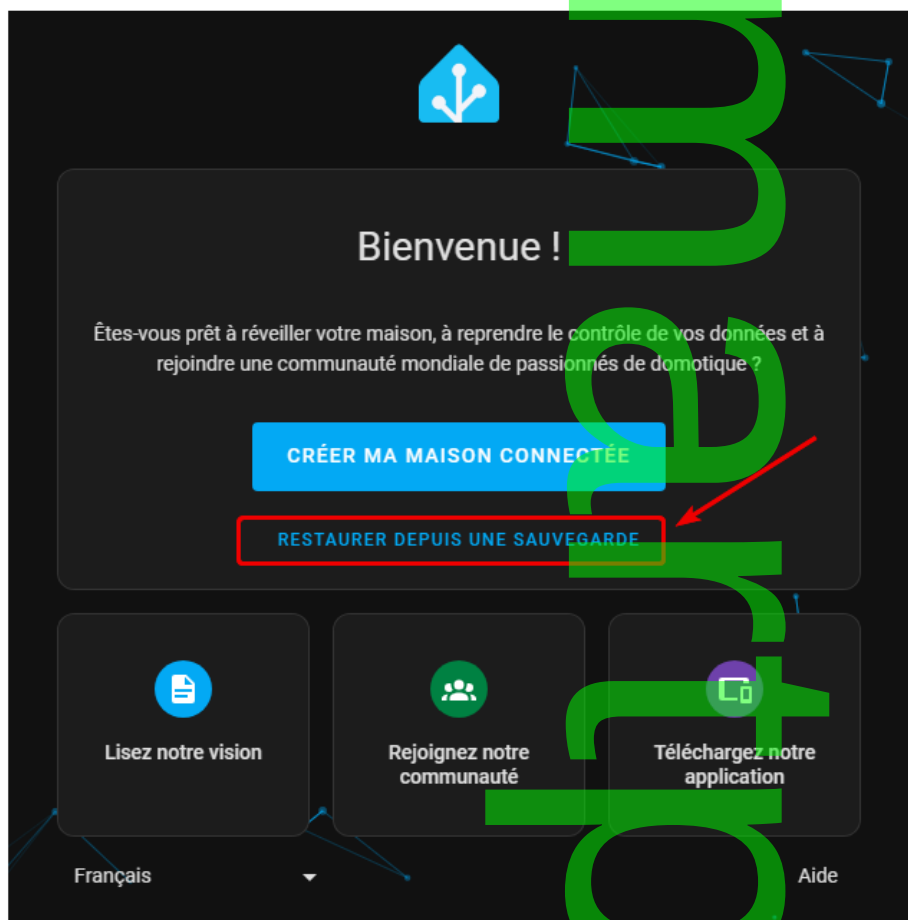 Bienvenue !
Êtes-vous prêt à réveiller votre maison, à reprendre le contrôle de vos données et à
rejoindre une communauté mondiale de passionnés de domotique ?
CRÉER MA MAISON CONNECTÉE
RESTAURER DEPUIS UNE SAUVEGARDE
Lisez notre vision
Rejoignez notre
communauté
Téléchargez notre
application
Français
Aide